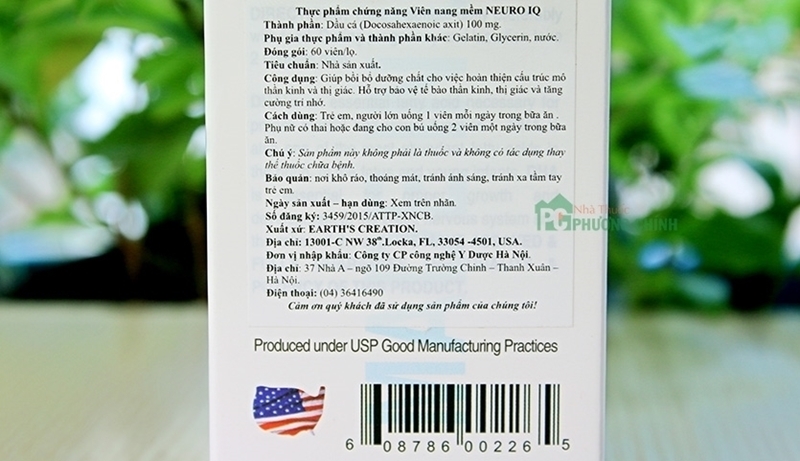 Thực phẩm chứng năng Viên nang mềm NEURO IQ
Thành phần: Dầu cá (Docosahexaenoic axit) 100 mg.
Phụ gia thực phẩm và thành phần khác: Gelatin, Glycerin, nước.
Đóng gói: 60 viên/lọ.
Tiêu chuẩn: Nhà sản xuất.
Công dụng: Giúp bồi bổ dưỡng chất cho việc hoàn thiện cấu trúc mô
thần kinh và thị giác. Hỗ trợ bảo vệ tế bào thần kinh, thị giác và tăng
cường trí nhớ.
Cách dùng: Trẻ em, người lớn uống 1 viên mỗi ngày trong bữa ăn .
Phụ nữ có thai hoặc đang cho con bú uống 2 viên một ngày trong bữa
ăn.
Chú ý: Sản phẩm này không phải là thuốc và không có tác dụng thay
thế thuốc chữa bệnh.
Bảo quản: nơi khô ráo, thoáng mát, tránh ánh sáng, tránh xa tầm tay
trẻ em.
Ngày sản xuất – hạn dùng: Xem trên nhãn.
Số đăng ký: 3459/2015/ATTP-XNCB.
Xuất xứ: EARTH'S CREATION.
Địa chỉ: 13001-C NW 38th.Locka, FL, 33054 -4501, USA.
Đơn vị nhập khẩu: Công ty CP công nghệ Y Dược Hà Nội.
Địa chỉ: 37 Nhà A – ngõ 109 Đường Trường Chinh – Thanh Xuân –
Hà Nội.
Điện thoại: (04) 36416490
Cảm ơn quý khách đã sử dụng sản phẩm của chúng tôi!
Nhà Thuốc
PHƯƠNG CHÍNH
Produced under USP Good Manufacturing Practices
6 08786 00226 5